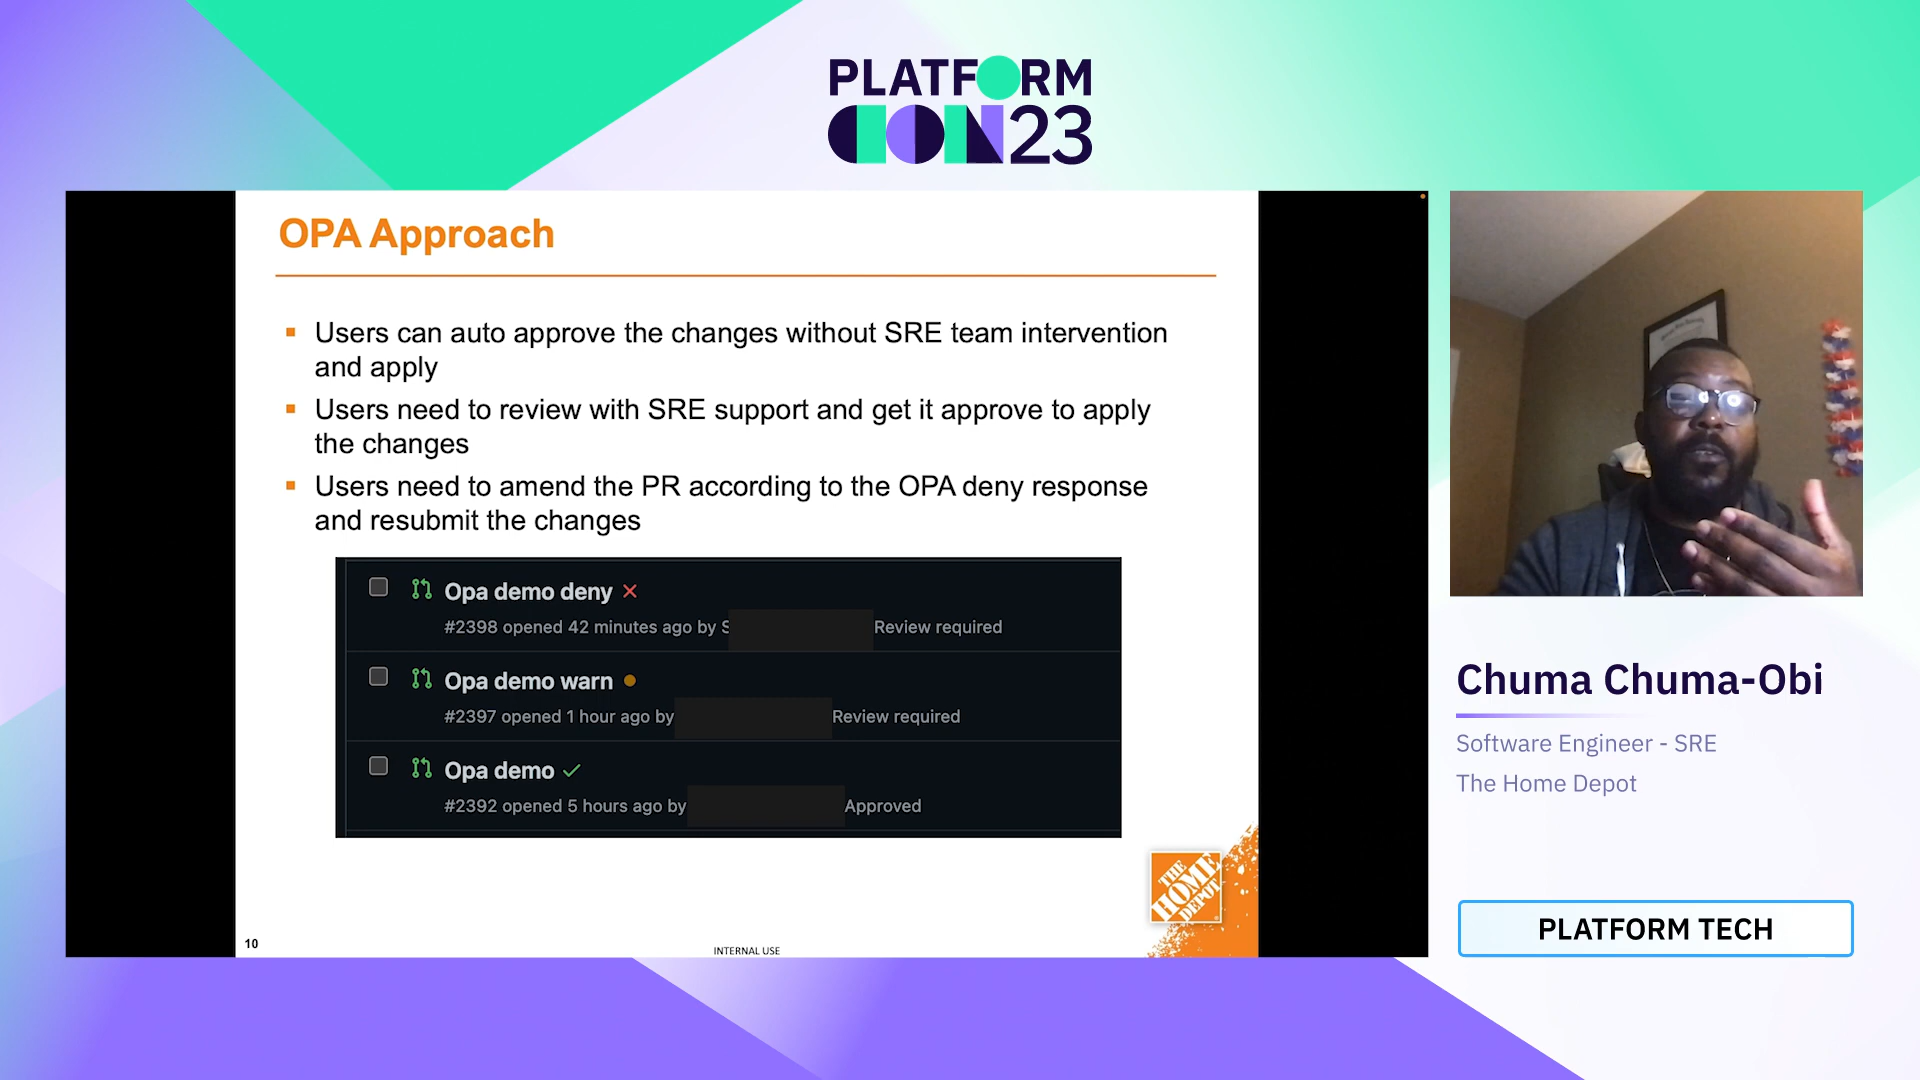 PLATFORM
CON23
OPA Approach
Users can auto approve the changes without SRE team intervention
and apply
Users need to review with SRE support and get it approve to apply
the changes
Users need to amend the PR according to the OPA deny response
and resubmit the changes
Opa demo deny
#2398 opened 42 minutes ago by S Review required
Opa demo warn
#2397 opened 1 hour ago by Review required
Opa demo
#2392 opened 5 hours ago by Approved
THE
HOME
DEPOT
10
INTERNAL USE
Chuma Chuma-Obi
Software Engineer - SRE
The Home Depot
PLATFORM TECH